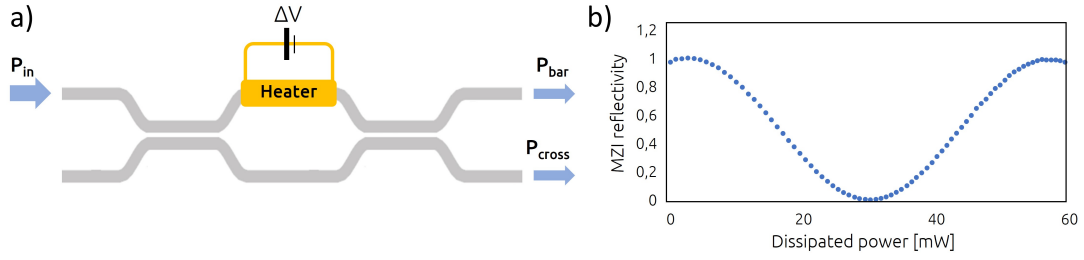 a)
ΔV
P_in
Heater
P_bar
P_cross
b)
MZI reflectivity
1,2
1
0,8
0,6
0,4
0,2
0
0
20
40
60
Dissipated power [mW]